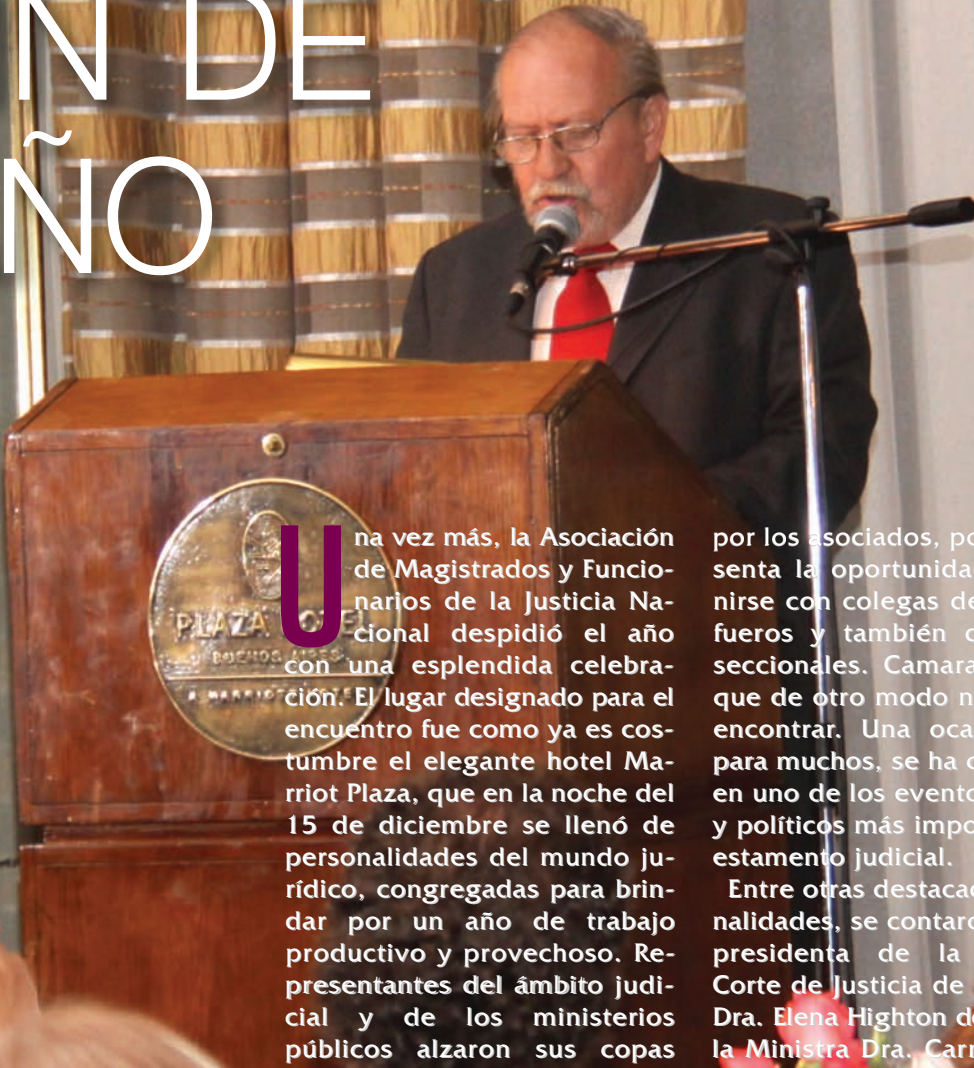 N DE
ÑO
PLAZA HOTEL
BUENOS AIRES
A MARRIOTT HOTEL
Una vez más, la Asociación
de Magistrados y Funcio-
narios de la Justicia Na-
cional despidió el año
con una esplendida celebra-
ción. El lugar designado para el
encuentro fue como ya es cos-
tumbre el elegante hotel Ma-
rriot Plaza, que en la noche del
15 de diciembre se llenó de
personalidades del mundo ju-
rídico, congregadas para brin-
dar por un año de trabajo
productivo y provechoso. Re-
presentantes del ámbito judi-
cial y de los ministerios
públicos alzaron sus copas
por los asociados, po
senta la oportunida
nirse con colegas de
fueros y también
seccionales. Camara
que de otro modo n
encontrar. Una oca
para muchos, se ha
en uno de los evento
y políticos más impo
estamento judicial.
Entre otras destacad
nalidades, se contaro
presidenta de la
Corte de Justicia de
Dra. Elena Highton de
la Ministra Dra. Carm